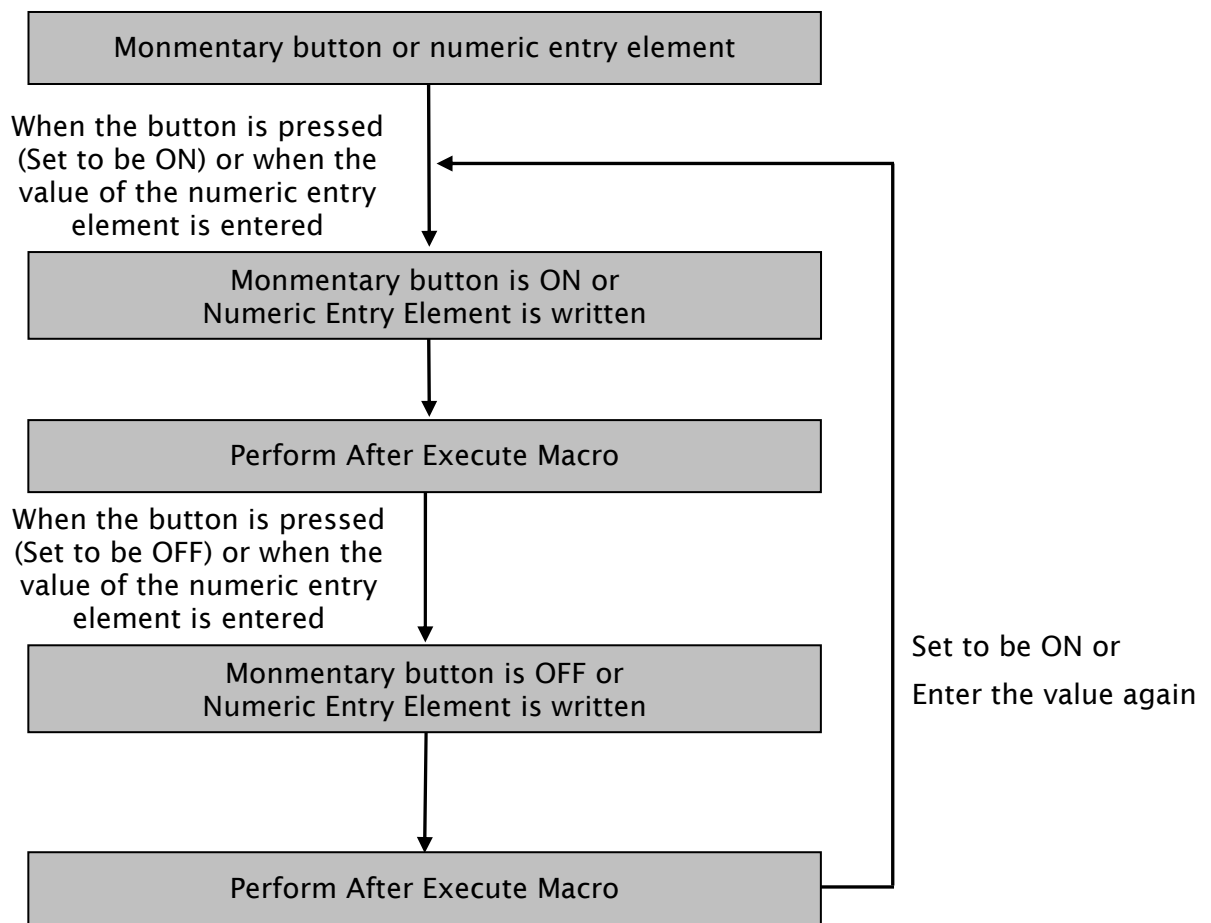 Monmentary button or numeric entry element
When the button is pressed
(Set to be ON) or when the
value of the numeric entry
element is entered
Monmentary button is ON or
Numeric Entry Element is written
Perform After Execute Macro
When the button is pressed
(Set to be OFF) or when the
value of the numeric entry
element is entered
Monmentary button is OFF or
Numeric Entry Element is written
Set to be ON or
Enter the value again
Perform After Execute Macro